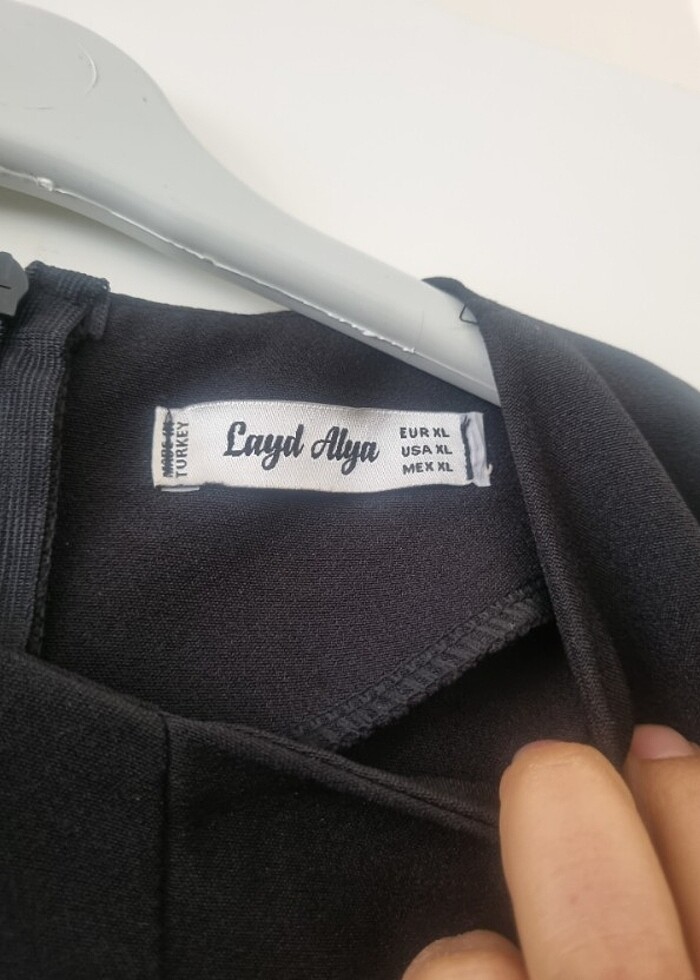 MADE IN
TURKEY
Layd Alya
EUR XL
USA XL
MEX XL